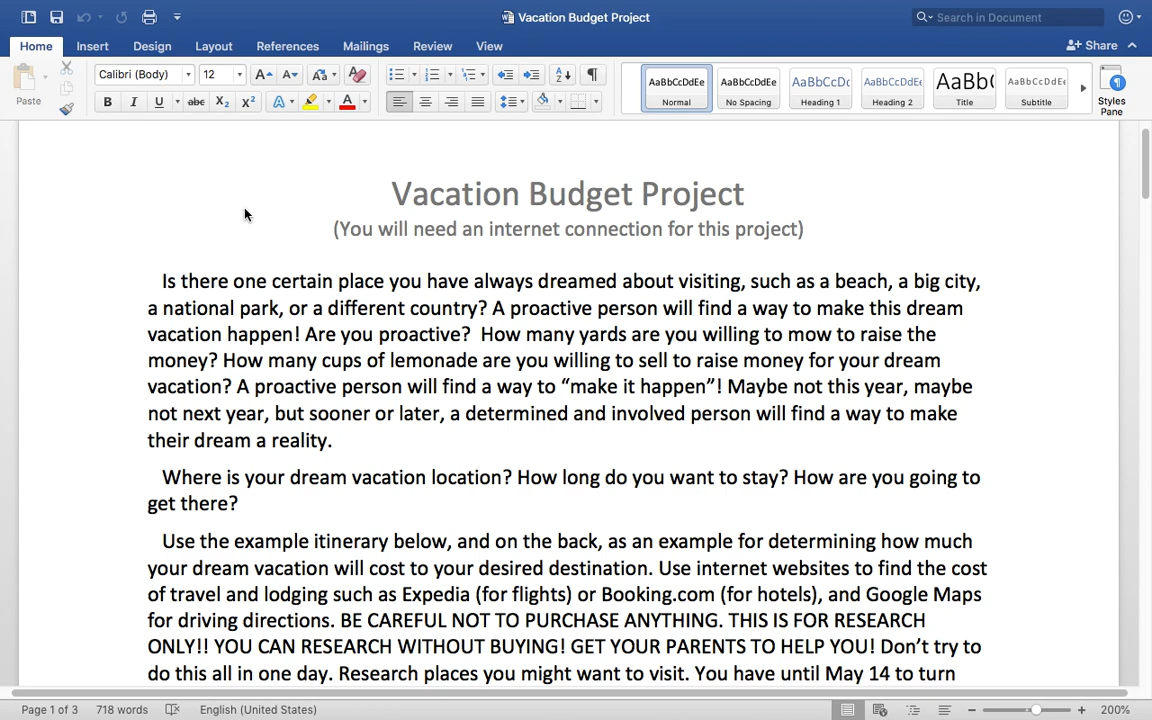 Vacation Budget Project
Search in Document
Home Insert Design Layout References Mailings Review View
Share
Paste
Calibri (Body) 12
AaBbCcDdEe AaBbCcDdEe AaBbCcDc AaBbCcDdEe AaBb( AaBbCcDdEe
Normal No Spacing Heading 1 Heading 2 Title Subtitle
Styles
Pane
Vacation Budget Project
(You will need an internet connection for this project)
Is there one certain place you have always dreamed about visiting, such as a beach, a big city,
a national park, or a different country? A proactive person will find a way to make this dream
vacation happen! Are you proactive?  How many yards are you willing to mow to raise the
money? How many cups of lemonade are you willing to sell to raise money for your dream
vacation? A proactive person will find a way to “make it happen”! Maybe not this year, maybe
not next year, but sooner or later, a determined and involved person will find a way to make
their dream a reality.
Where is your dream vacation location? How long do you want to stay? How are you going to
get there?
Use the example itinerary below, and on the back, as an example for determining how much
your dream vacation will cost to your desired destination. Use internet websites to find the cost
of travel and lodging such as Expedia (for flights) or Booking.com (for hotels), and Google Maps
for driving directions. BE CAREFUL NOT TO PURCHASE ANYTHING. THIS IS FOR RESEARCH
ONLY!! YOU CAN RESEARCH WITHOUT BUYING! GET YOUR PARENTS TO HELP YOU! Don’t try to
do this all in one day. Research places you might want to visit. You have until May 14 to turn
Page 1 of 3 718 words English (United States) 200%